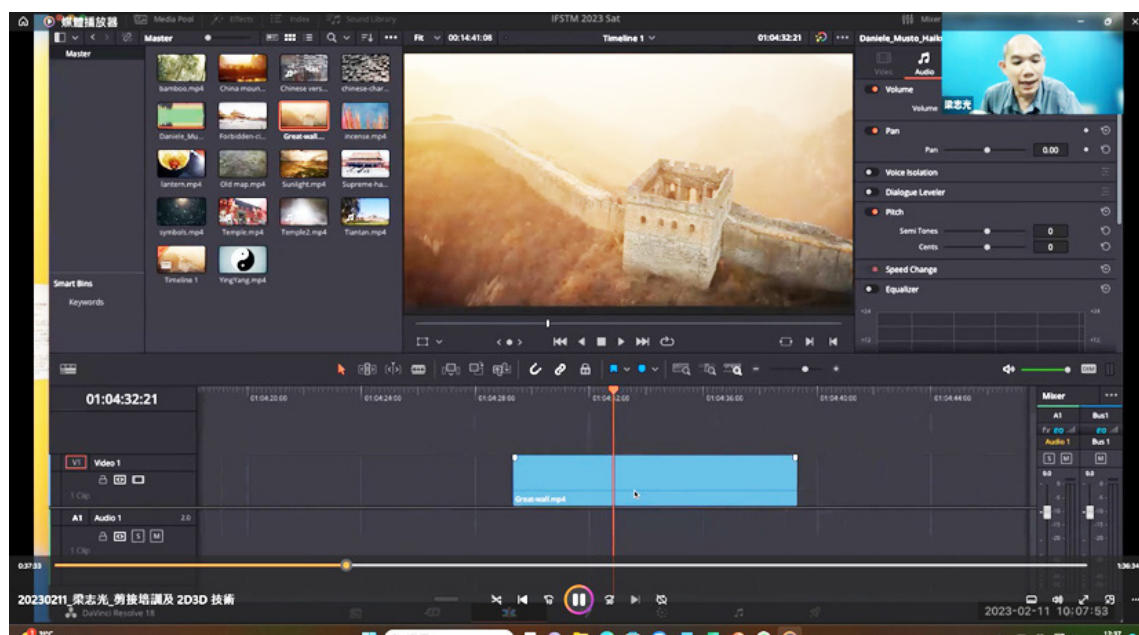 媒體播放器
Media Pool
Effects
Index
Sound Library
IFSTM 2023 Sat
Mixer
Master
Fit
00:14:41:08
Timeline 1
01:04:32:21
Daniele_Musto_Haiku
Master
bamboo.mp4
China moun...
Chinese vers...
chinese-char...
Daniele_Mu...
Forbidden-ci...
Great-wall....
incense.mp4
lantern.mp4
Old map.mp4
Sunlight.mp4
Supreme-ha...
symbols.mp4
Temple.mp4
Temple2.mp4
Tiantan.mp4
Timeline 1
YingYang.mp4
Smart Bins
Keywords
Video
Audio
梁志光
Volume
Volume
Pan
Pan
0.00
Voice Isolation
Dialogue Leveler
Pitch
Semi Tones
0
Cents
0
Speed Change
Equalizer
01:04:32:21
01:04:20:00
01:04:24:00
01:04:28:00
01:04:32:00
01:04:36:00
01:04:40:00
01:04:44:00
V1
Video 1
1 Clip
Great-wall.mp4
A1
Audio 1
2.0
S
M
1 Clip
DIM
Mixer
A1
Bus1
Audio 1
Bus 1
S
M
M
0.0
0.0
0:37:33
1:36:34
20230211_梁志光_剪接培訓及 2D3D 技術
DaVinci Resolve 18
2023-02-11 10:07:53